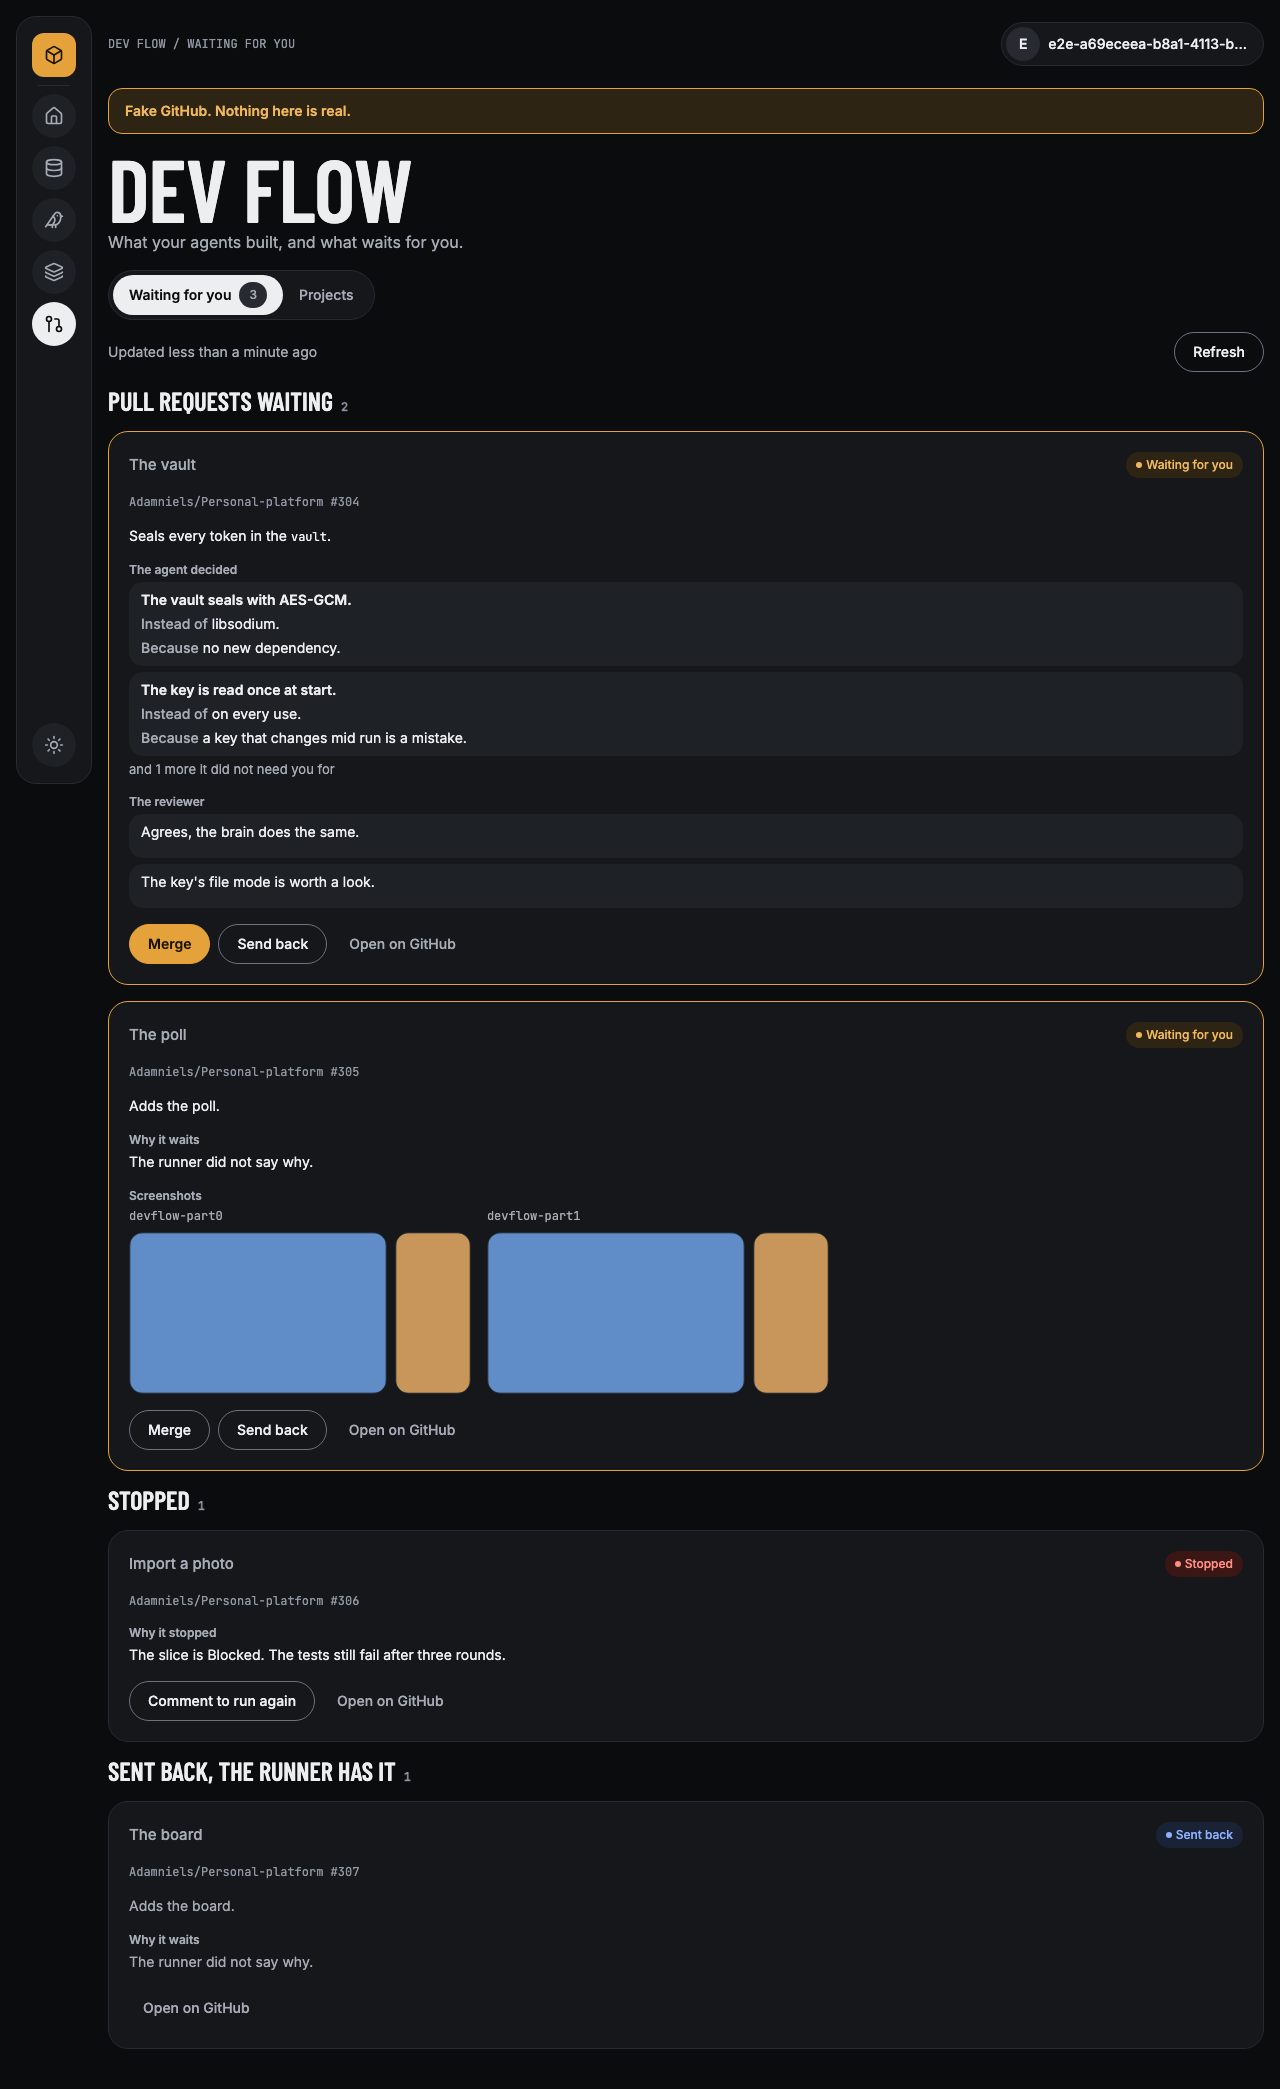 DEV FLOW / WAITING FOR YOU
E e2e-a69eceea-b8a1-4113-b...
Fake GitHub. Nothing here is real.
DEV FLOW
What your agents built, and what waits for you.
Waiting for you 3 Projects
Updated less than a minute ago Refresh
PULL REQUESTS WAITING 2
The vault Waiting for you
Adamniels/Personal-platform #304
Seals every token in the vault.
The agent decided
The vault seals with AES-GCM.
Instead of libsodium.
Because no new dependency.
The key is read once at start.
Instead of on every use.
Because a key that changes mid run is a mistake.
and 1 more it did not need you for
The reviewer
Agrees, the brain does the same.
The key's file mode is worth a look.
Merge Send back Open on GitHub
The poll Waiting for you
Adamniels/Personal-platform #305
Adds the poll.
Why it waits
The runner did not say why.
Screenshots
devflow-part0 devflow-part1
Merge Send back Open on GitHub
STOPPED 1
Import a photo Stopped
Adamniels/Personal-platform #306
Why it stopped
The slice is Blocked. The tests still fail after three rounds.
Comment to run again Open on GitHub
SENT BACK, THE RUNNER HAS IT 1
The board Sent back
Adamniels/Personal-platform #307
Adds the board.
Why it waits
The runner did not say why.
Open on GitHub